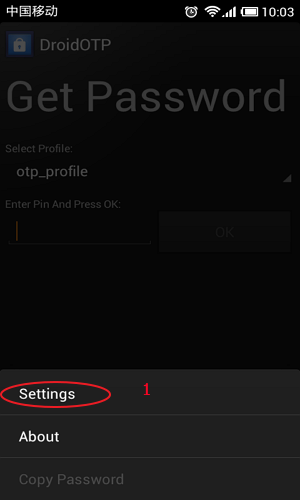 中国移动 10:03
DroidOTP
Get Password
Select Profile:
otp_profile
Enter Pin And Press OK:
OK
Settings 1
About
Copy Password